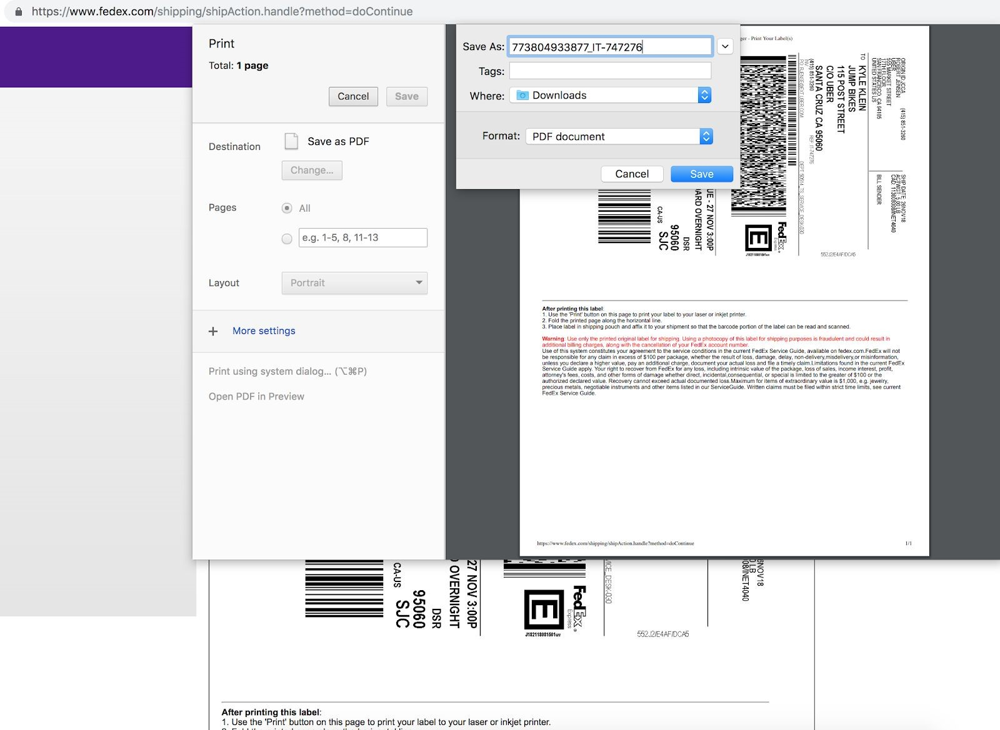 https://www.fedex.com/shipping/shipAction.handle?method=doContinue
Print
Total: 1 page
Cancel
Save
Destination
Save as PDF
Change...
Pages
All
e.g. 1-5, 8, 11-13
Layout
Portrait
+ More settings
Print using system dialog... (⌥⌘P)
Open PDF in Preview
Save As: 773804933877_IT-747276
Tags:
Where: Downloads
Format: PDF document
Cancel
Save
ger - Print Your Label(s)
ORIGIN ID:JCCA (415) 851-3260
ROBERT JENSEN
UBER
555 MARKET STREET
17TH FLOOR
SAN FRANCISCO, CA 94105
UNITED STATES US
SHIP DATE: 26NOV18
ACTWGT: 5.00 LB
CAD: 113008008/INET4040
BILL SENDER
TO KYLE KLEIN
JUMP BIKES
115 POST STREET
C/O UBER
SANTA CRUZ CA 95060
(415) 851-3260
REF: IT-747276
INV:
DEPT: 50514_TS_SERVICE_DESK-030
FedEx
Express
E
J182118081501uv
552J2/E4AF/DCA5
UE - 27 NOV 3:00P
ARD OVERNIGHT
DSR
95060
CA-US
SJC
After printing this label:
1. Use the 'Print' button on this page to print your label to your laser or inkjet printer.
2. Fold the printed page along the horizontal line.
3. Place label in shipping pouch and affix it to your shipment so that the barcode portion of the label can be read and scanned.
Warning: Use only the printed original label for shipping. Using a photocopy of this label for shipping purposes is fraudulent and could result in
additional billing charges, along with the cancellation of your FedEx account number.
Use of this system constitutes your agreement to the service conditions in the current FedEx Service Guide, available on fedex.com.FedEx will not
be responsible for any claim in excess of $100 per package, whether the result of loss, damage, delay, non-delivery,misdelivery,or misinformation,
unless you declare a higher value, pay an additional charge, document your actual loss and file a timely claim.Limitations found in the current FedEx
Service Guide apply. Your right to recover from FedEx for any loss, including intrinsic value of the package, loss of sales, income interest, profit,
attorney's fees, costs, and other forms of damage whether direct, incidental,consequential, or special is limited to the greater of $100 or the
authorized declared value. Recovery cannot exceed actual documented loss.Maximum for items of extraordinary value is $1,000, e.g. jewelry,
precious metals, negotiable instruments and other items listed in our ServiceGuide. Written claims must be filed within strict time limits, see current
FedEx Service Guide.
https://www.fedex.com/shipping/shipAction.handle?method=doContinue
1/1
6NOV18
0 LB
08/INET4040
VICE_DESK-030
FedEx
Express
E
J182118081501uv
552J2/E4AF/DCA5
27 NOV 3:00P
OVERNIGHT
DSR
95060
CA-US
SJC
After printing this label:
1. Use the 'Print' button on this page to print your label to your laser or inkjet printer.